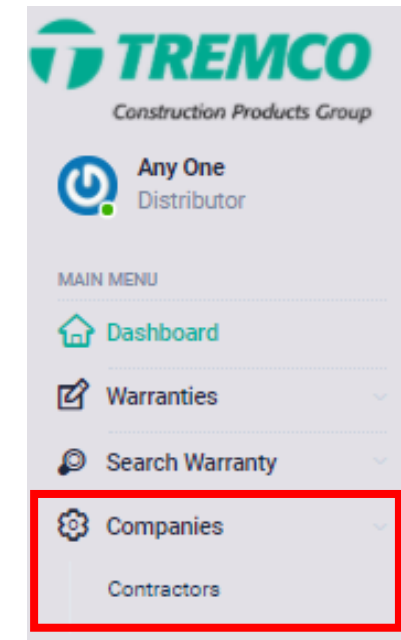 TREMCO
Construction Products Group
Any One
Distributor
MAIN MENU
Dashboard
Warranties
Search Warranty
Companies
Contractors